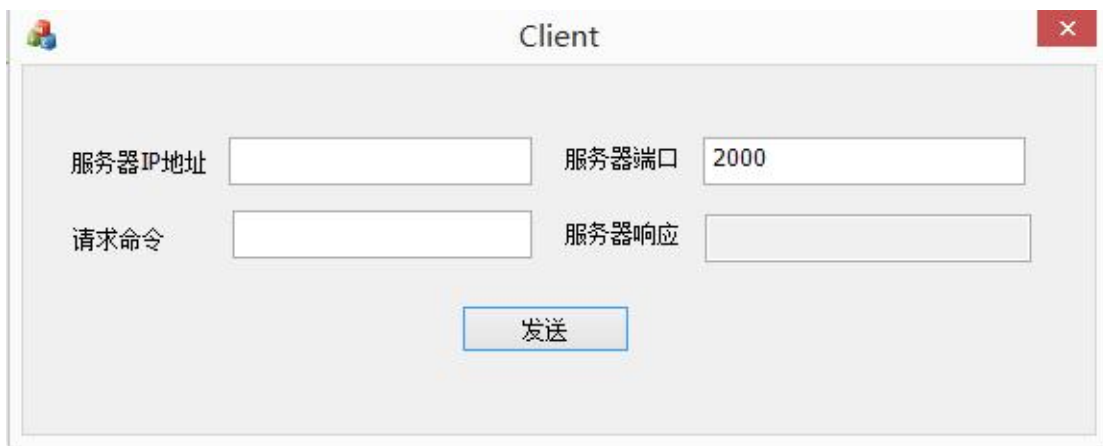 Client
服务器IP地址
服务器端口 2000
请求命令
服务器响应
发送